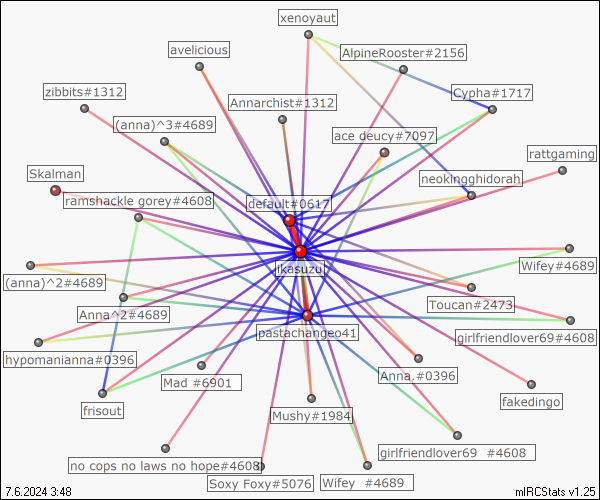 xenoyaut
avelicious
AlpineRooster#2156
zibbits#1312
Annarchist#1312
Cypha#1717
(anna)^3#4689
ace deucy#7097
rattgaming
Skalman
neokingghidorah
ramshackle gorey#4608
default#0617
ikasuzu
Wifey#4689
(anna)^2#4689
Toucan#2473
Anna^2#4689
pastachangeo41
girlfriendlover69#4608
hypomanianna#0396
Anna.#0396
Mad #6901
fakedingo
frisout
Mushy#1984
girlfriendlover69 #4608
no cops no laws no hope#4608
Soxy Foxy#5076
Wifey #4689
7.6.2024 3:48
mIRCStats v1.25